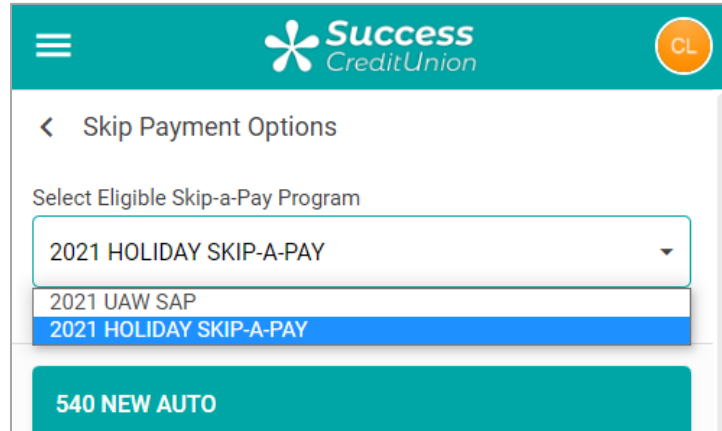 Success
CreditUnion
CL
Skip Payment Options
Select Eligible Skip-a-Pay Program
2021 HOLIDAY SKIP-A-PAY
2021 UAW SAP
2021 HOLIDAY SKIP-A-PAY
540 NEW AUTO